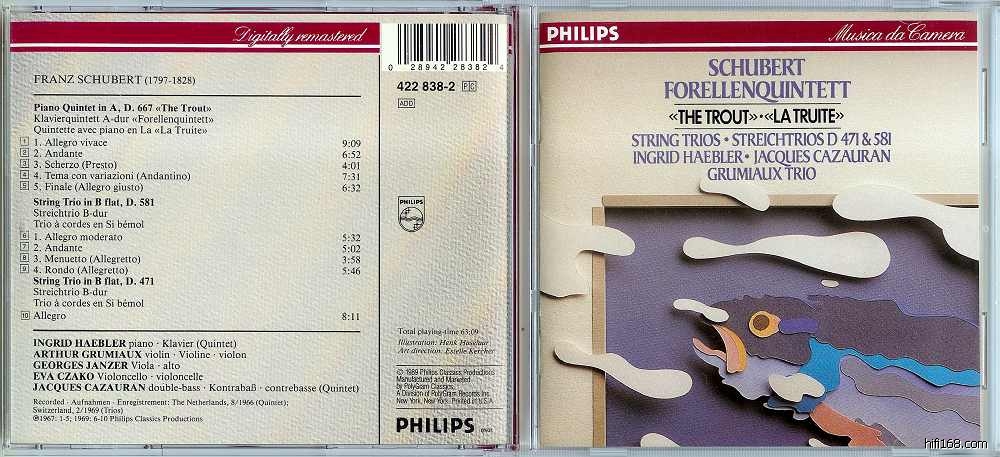 Digitally remastered
0 28942 28382 4
422 838-2 PG
ADD
FRANZ SCHUBERT (1797-1828)
Piano Quintet in A, D. 667 «The Trout»
Klavierquintett A-dur «Forellenquintett»
Quintette avec piano en La «La Truite»
1 1. Allegro vivace 9:09
2 2. Andante 6:52
3 3. Scherzo (Presto) 4:01
4 4. Tema con variazioni (Andantino) 7:31
5 5. Finale (Allegro giusto) 6:32
String Trio in B flat, D. 581
Streichtrio B-dur
Trio à cordes en Si bémol
6 1. Allegro moderato 5:32
7 2. Andante 5:02
8 3. Menuetto (Allegretto) 3:58
9 4. Rondo (Allegretto) 5:46
String Trio in B flat, D. 471
Streichtrio B-dur
Trio à cordes en Si bémol
10 Allegro 8:11
INGRID HAEBLER piano · Klavier (Quintet)
ARTHUR GRUMIAUX violin · Violine · violon
GEORGES JANZER Viola · alto
EVA CZAKO Violoncello · violoncelle
JACQUES CAZAURAN double-bass · Kontrabaß · contrebasse (Quintet)
Recorded · Aufnahmen · Enregistrement: The Netherlands, 8/1966 (Quintet);
Switzerland, 2/1969 (Trios)
℗1967: 1-5; 1969: 6-10 Philips Classics Productions
PHILIPS
Total playing-time 63:09
Illustration: Henk
Art direction: Estelle Kercher
© 1989 Philips Classics Productions
Manufactured and Marketed
by PolyGram Classics,
A Division of PolyGram Records Inc.
New York, New York. Printed in U.S.A.
PHILIPS
PHILIPS
Musica da Camera
SCHUBERT
FORELLENQUINTETT
«THE TROUT»·«LA TRUITE»
STRING TRIOS · STREICHTRIOS D 471 & 581
INGRID HAEBLER · JACQUES CAZAURAN
GRUMIAUX TRIO
hifi168.com